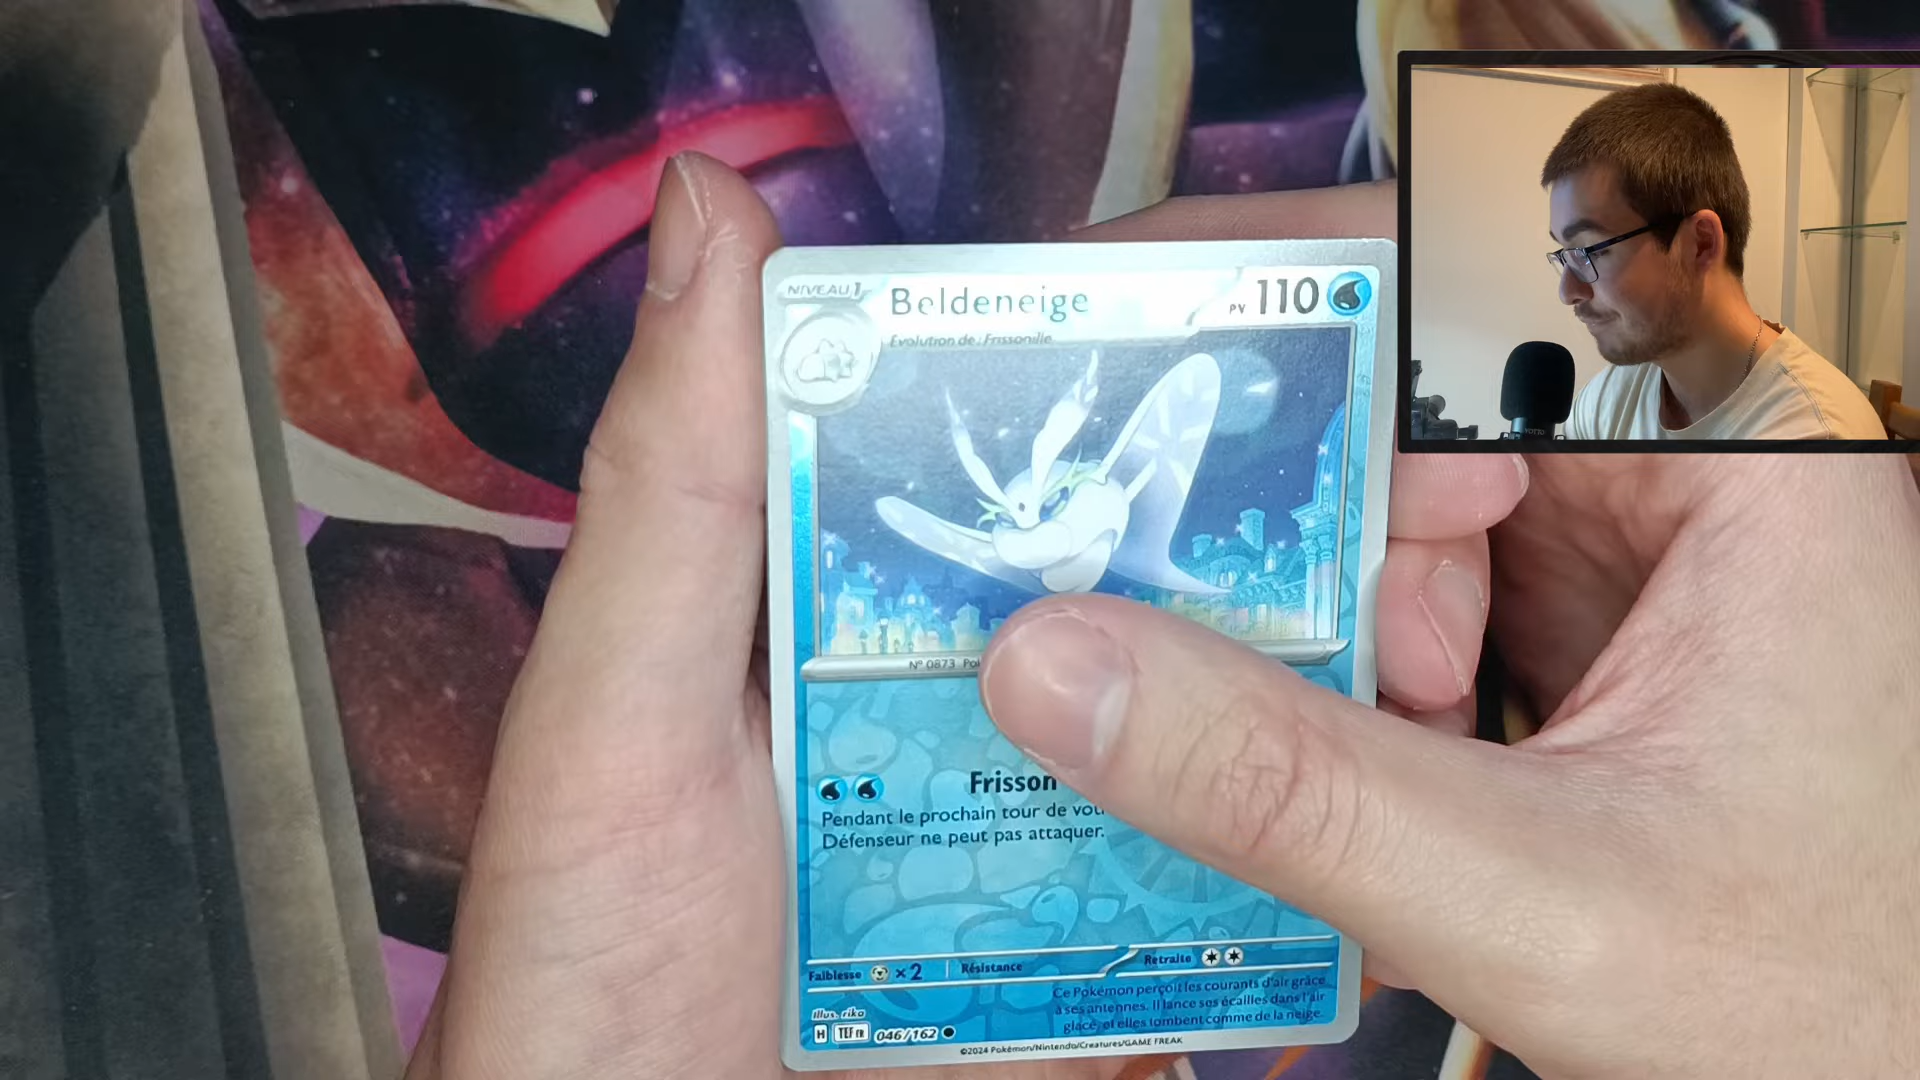 NIVEAU 1
Beldeneige
PV 110
Évolution de : Frissonille
N° 0873
Frisson
Pendant le prochain tour de
Défenseur ne peut pas attaquer.
Faiblesse ×2
Résistance
Retraite
Ce Pokémon perçoit les courants d'air grâce
à ses antennes. Il lance ses écailles dans l'air
glacé, et elles tombent comme de la neige.
Illus. riko
H TEF FR 046/162
©2024 Pokémon/Nintendo/Creatures/GAME FREAK